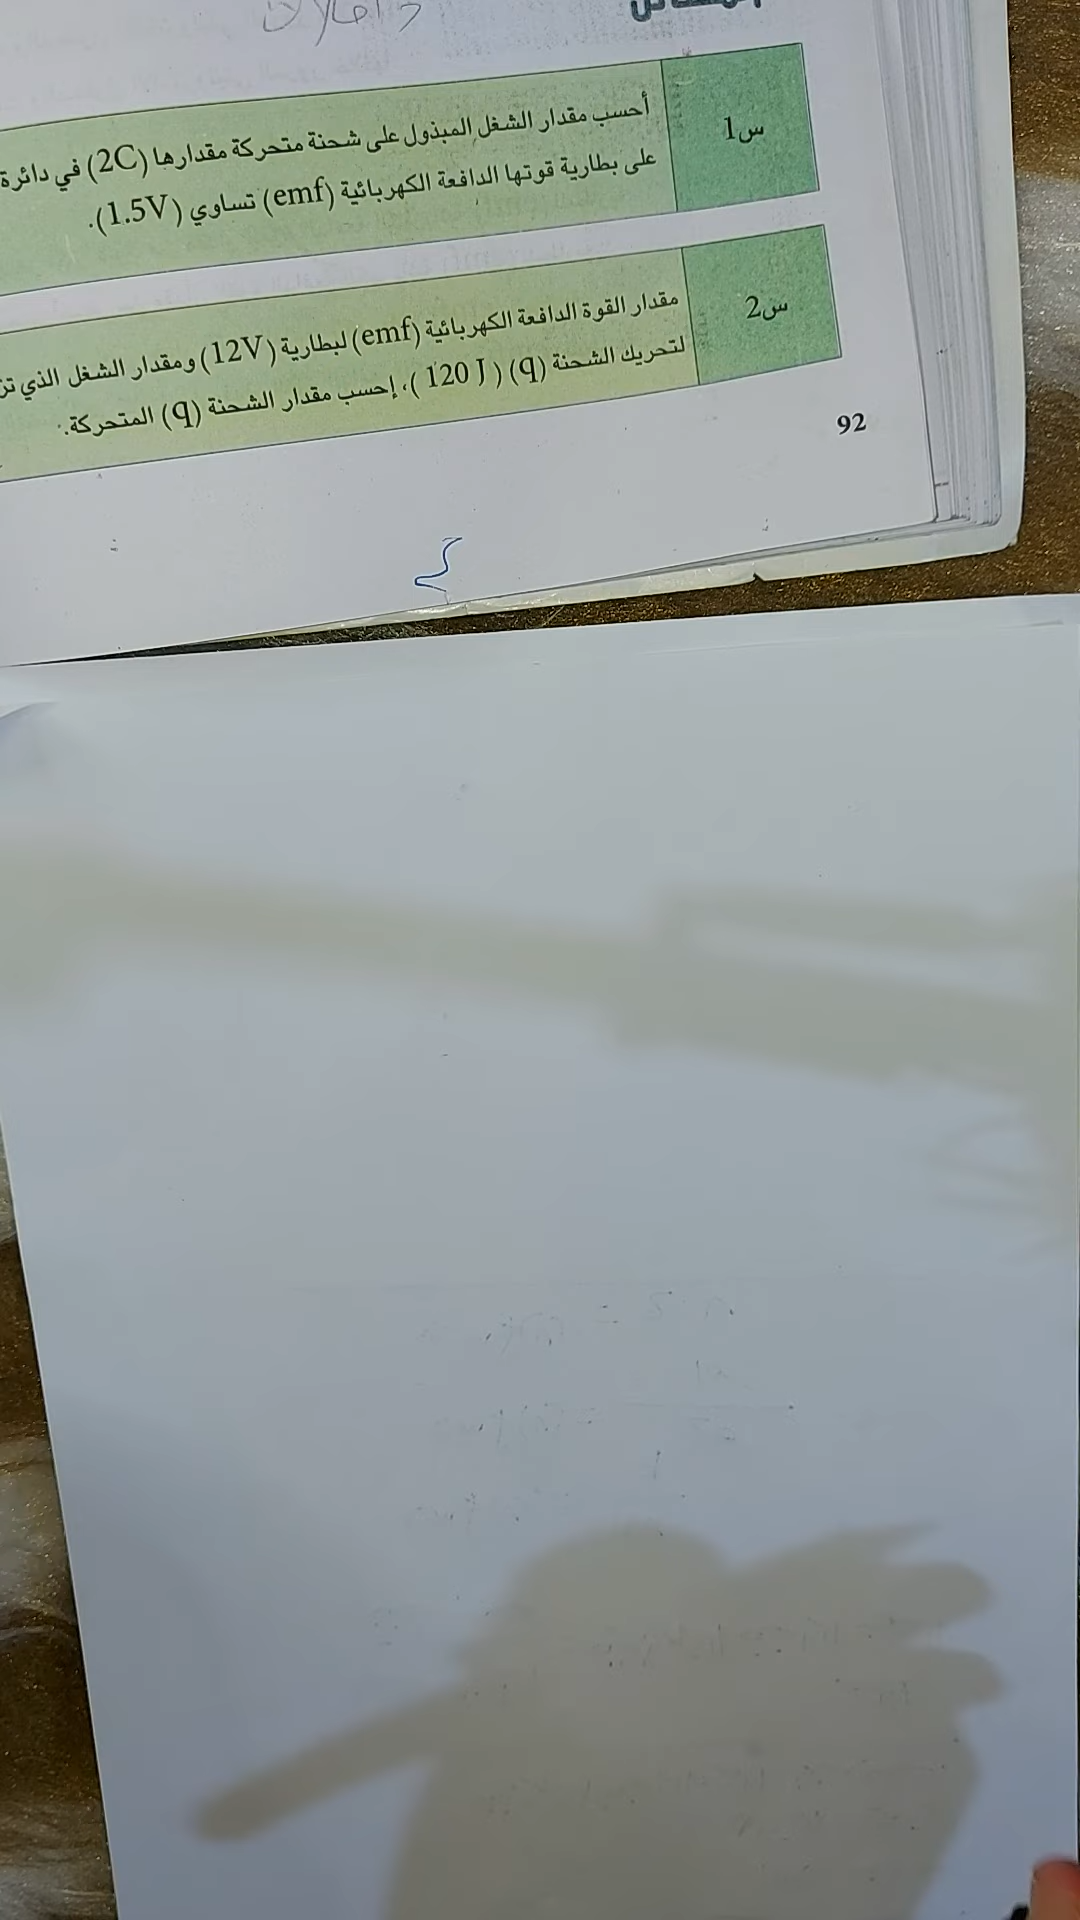 المسائل
س1
أحسب مقدار الشغل المبذول على شحنة متحركة مقدارها (2C) في دائرة
على بطارية قوتها الدافعة الكهربائية (emf) تساوي (1.5V).
س2
مقدار القوة الدافعة الكهربائية (emf) لبطارية (12V) ومقدار الشغل الذي
لتحريك الشحنة (q) (120 J)، إحسب مقدار الشحنة (q) المتحركة.
92